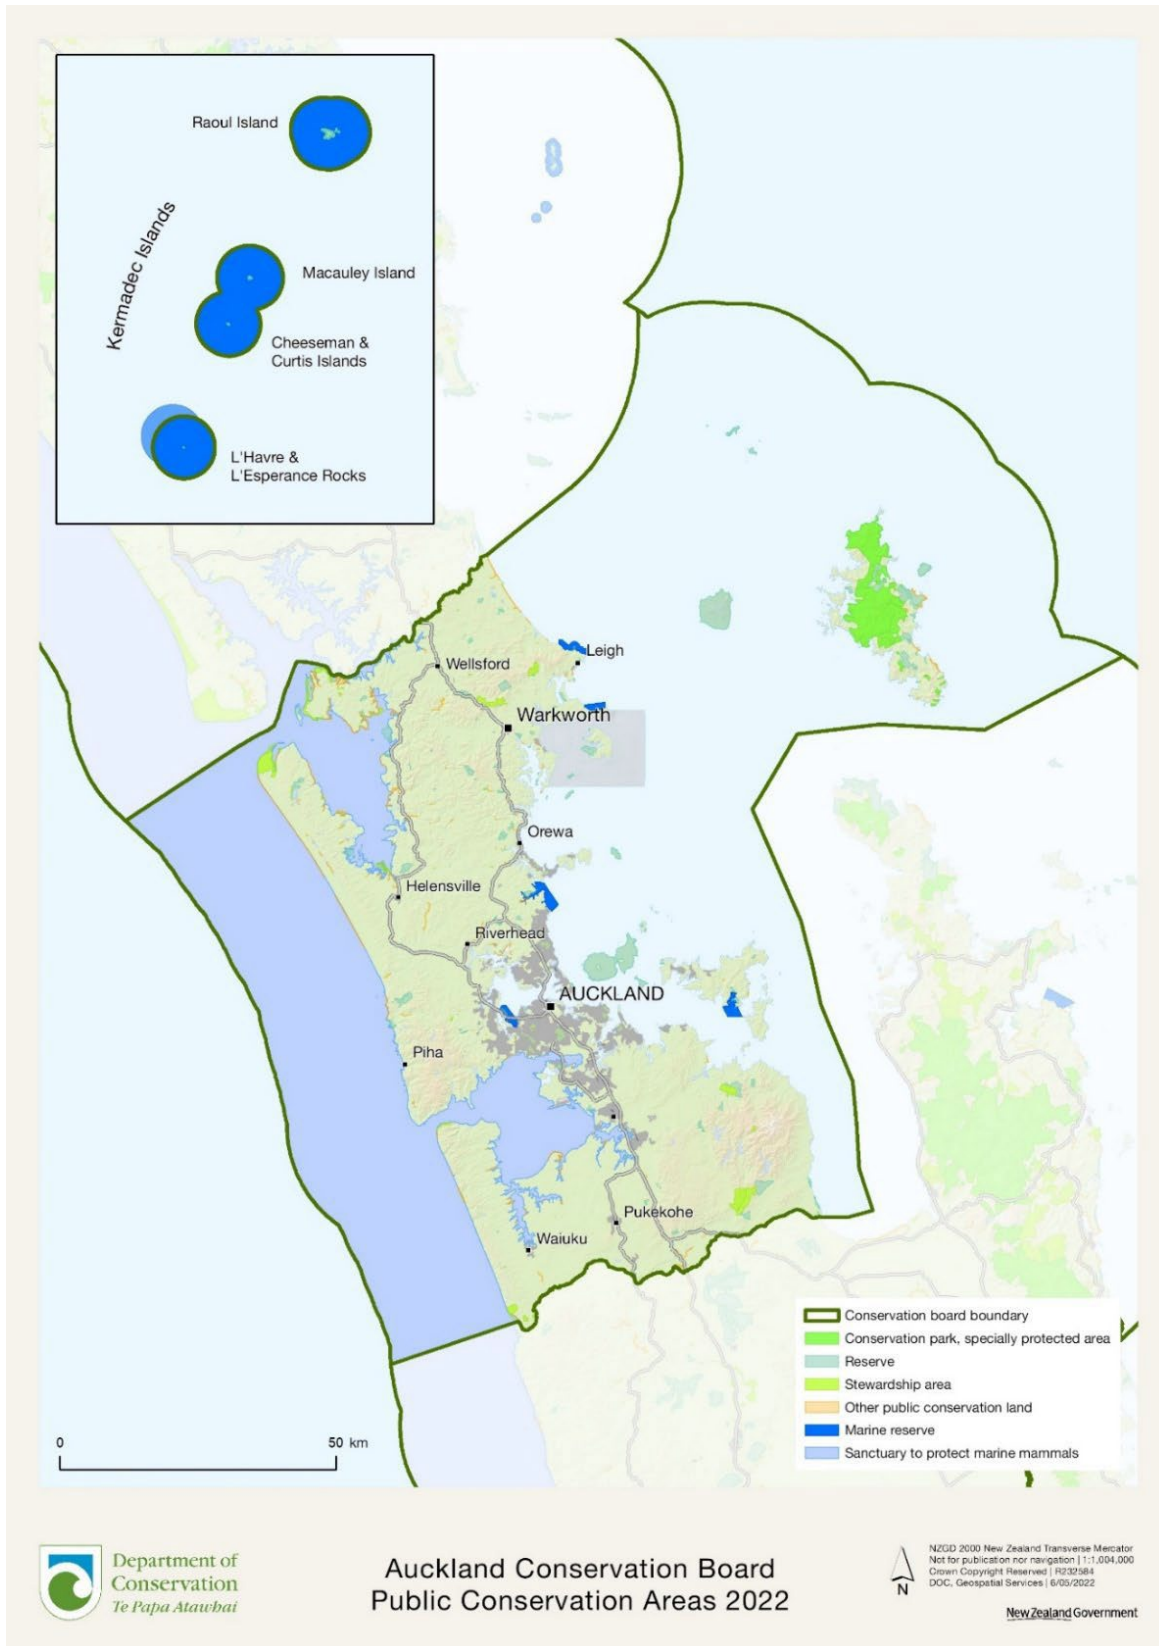 Raoul Island
Kermadec Islands
Macauley Island
Cheeseman &
Curtis Islands
L'Havre &
L'Esperance Rocks
Leigh
Wellsford
Warkworth
Orewa
Helensville
Riverhead
AUCKLAND
Piha
Pukekohe
Waiuku
Conservation board boundary
Conservation park, specially protected area
Reserve
Stewardship area
Other public conservation land
Marine reserve
Sanctuary to protect marine mammals
0 50 km
Department of
Conservation
Te Papa Atawhai
Auckland Conservation Board
Public Conservation Areas 2022
N
NZGD 2000 New Zealand Transverse Mercator
Not for publication nor navigation | 1:1,004,000
Crown Copyright Reserved | R232584
DOC, Geospatial Services | 6/05/2022
New Zealand Government